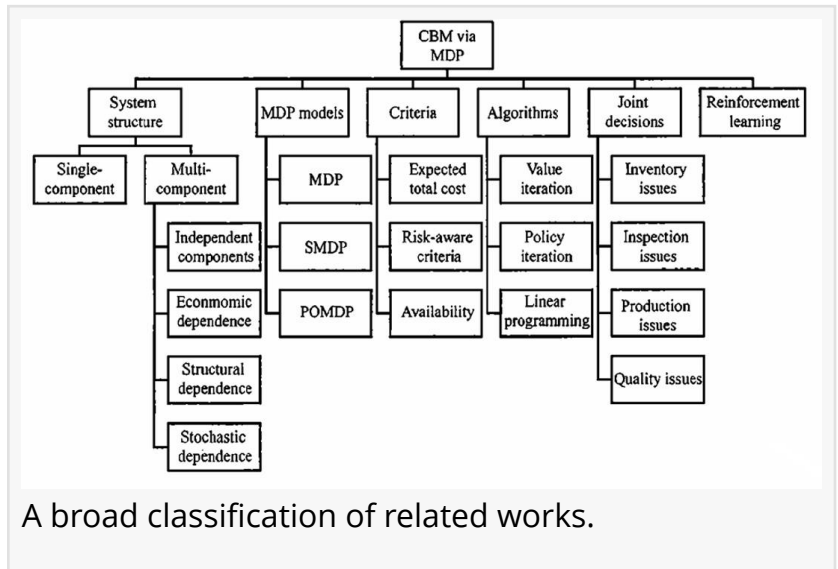 CBM via
MDP
System
structure
MDP models
Criteria
Algorithms
Joint
decisions
Reinforcement
learning
Single-
component
Multi-
component
MDP
Expected
total cost
Value
iteration
Inventory
issues
Independent
components
SMDP
Risk-aware
criteria
Policy
iteration
Inspection
issues
Econmomic
dependence
POMDP
Availability
Linear
programming
Production
issues
Structural
dependence
Quality issues
Stochastic
dependence
A broad classification of related works.